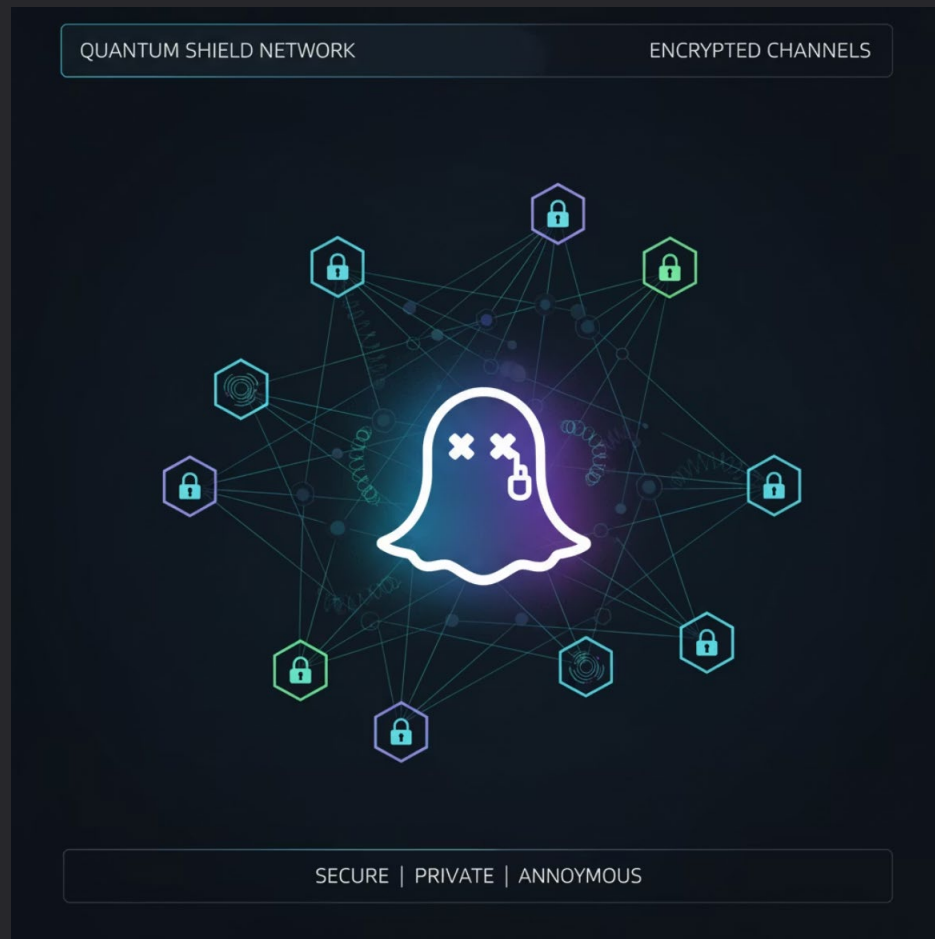 QUANTUM SHIELD NETWORK
ENCRYPTED CHANNELS
SECURE | PRIVATE | ANNOYMOUS